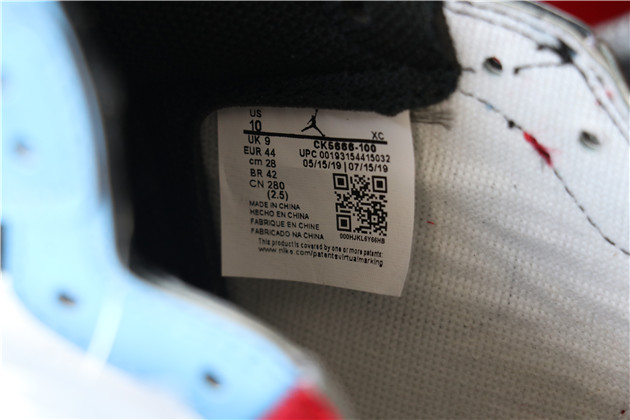 US
10
XC
UK 9
CK5666-100
EUR 44
UPC 00193154415032
cm 28
05/15/19 | 07/15/19
BR 42
CN 280
(2.5)
MADE IN CHINA
HECHO EN CHINA
FABRIQUE EN CHINE
FABRICADO NA CHINA
000HJKL5Y66HB
This product is covered by one or more patents
www.nike.com/patentsvirtualmarking